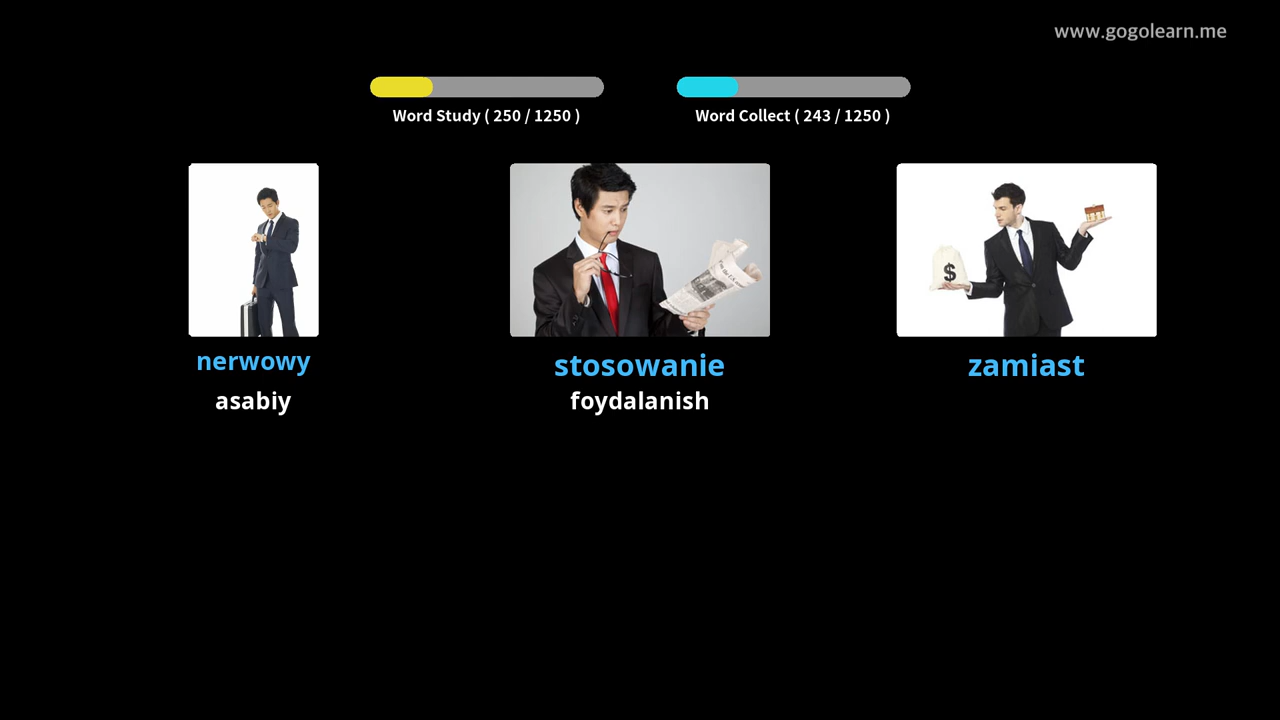 www.gogolearn.me
Word Study ( 250 / 1250 )
Word Collect ( 243 / 1250 )
$
nerwowy
stosowanie
zamiast
asabiy
foydalanish